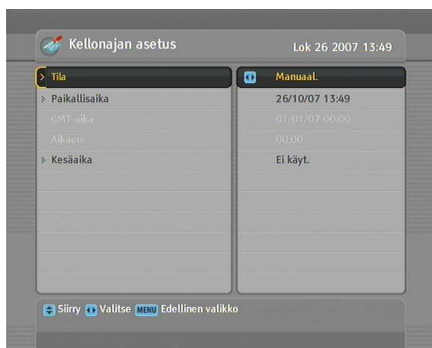 Kellonajan asetus
Lok 26 2007 13:49
Tila
Manuaal.
Paikallisaika
26/10/07 13:49
GMT-aika
01/01/07 00:00
Aikaero
00:00
Kesäaika
Ei käyt.
Siirry Valitse MENU Edellinen valikko